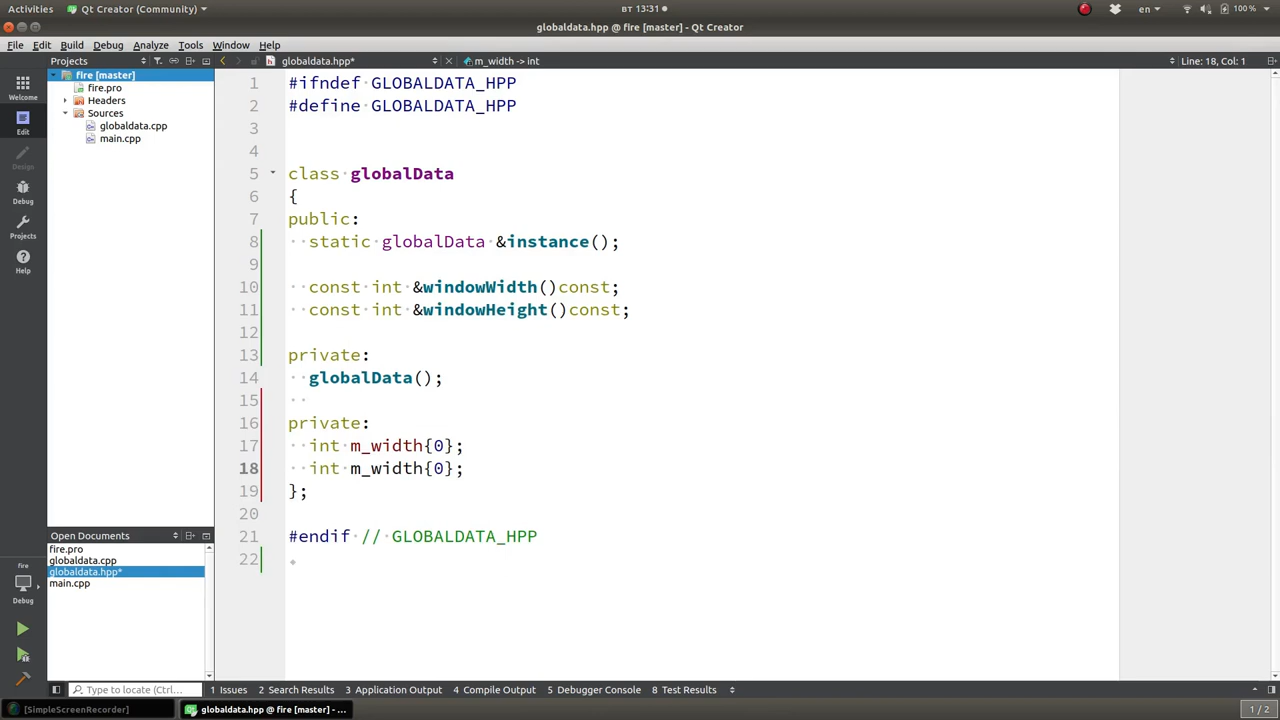 Activities
Qt Creator (Community)
вт 13:31
en
100 %
globaldata.hpp @ fire [master] - Qt Creator
File Edit Build Debug Analyze Tools Window Help
Projects
globaldata.hpp*
m_width -> int
Line: 18, Col: 1
Welcome
Edit
Design
Debug
Projects
Help
fire
Debug
fire [master]
fire.pro
Headers
Sources
globaldata.cpp
main.cpp
Open Documents
fire.pro
globaldata.cpp
globaldata.hpp*
main.cpp
1 #ifndef GLOBALDATA_HPP
2 #define GLOBALDATA_HPP
3
4
5 class globalData
6 {
7 public:
8 static globalData &instance();
9
10 const int &windowWidth()const;
11 const int &windowHeight()const;
12
13 private:
14 globalData();
15
16 private:
17 int m_width{0};
18 int m_width{0};
19 };
20
21 #endif // GLOBALDATA_HPP
22
Type to locate (Ctrl...
1 Issues 2 Search Results 3 Application Output 4 Compile Output 5 Debugger Console 8 Test Results
[SimpleScreenRecorder]
globaldata.hpp @ fire [master] - ...
1 / 2